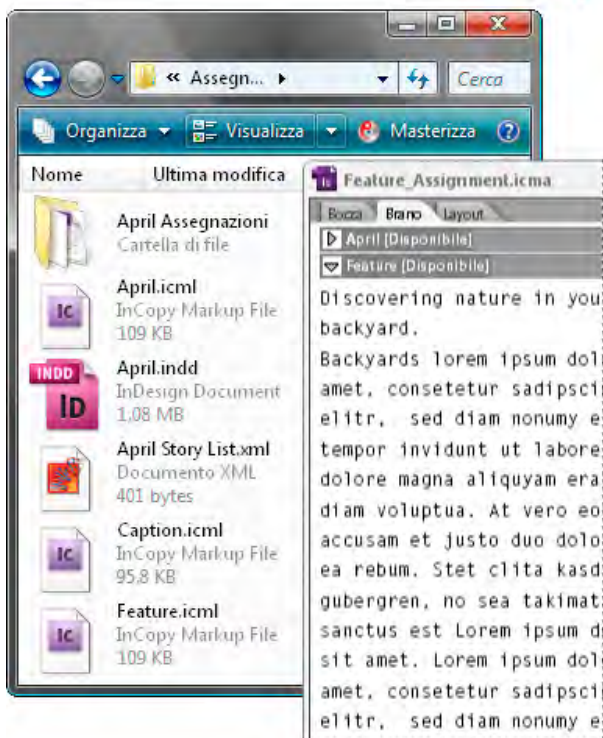 « Assegn...
Cerca
Organizza
Visualizza
Masterizza
?
Nome
Ultima modifica
April Assegnazioni
Cartella di file
IC
April.icml
InCopy Markup File
109 KB
INDD
ID
April.indd
InDesign Document
1,08 MB
April Story List.xml
Documento XML
401 bytes
IC
Caption.icml
InCopy Markup File
95.8 KB
IC
Feature.icml
InCopy Markup File
109 KB
Feature_Assignment.icma
Bozza Brano Layout
April [Disponibile]
Feature [Disponibile]
Discovering nature in you
backyard.
Backyards lorem ipsum dol
amet, consetetur sadipsci
elitr, sed diam nonumy e
tempor invidunt ut labore
dolore magna aliquyam era
diam voluptua. At vero eo
accusam et justo duo dolo
ea rebum. Stet clita kasd
gubergren, no sea takimat
sanctus est Lorem ipsum d
sit amet. Lorem ipsum dol
amet, consetetur sadipsci
elitr, sed diam nonumy e